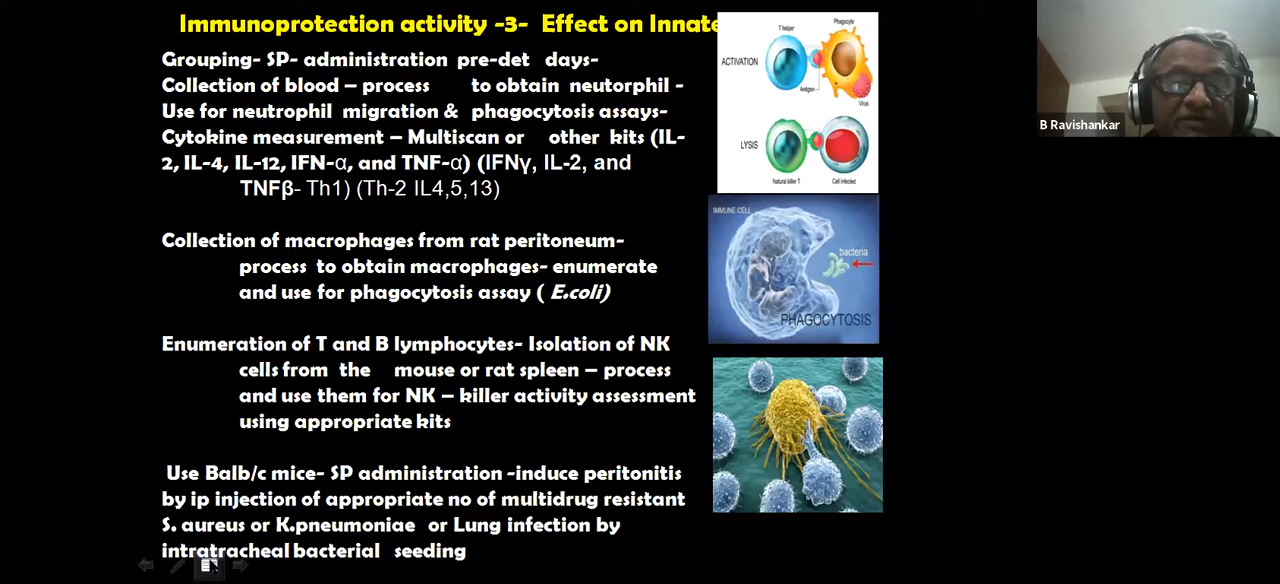 Immunoprotection activity -3- Effect on Innate
Grouping- SP- administration pre-det days-
Collection of blood – process to obtain neutorphil -
Use for neutrophil migration & phagocytosis assays-
Cytokine measurement – Multiscan or other kits (IL-
2, IL-4, IL-12, IFN-α, and TNF-α) (IFNγ, IL-2, and
TNFβ- Th1) (Th-2 IL4,5,13)
Collection of macrophages from rat peritoneum-
process to obtain macrophages- enumerate
and use for phagocytosis assay ( E.coli)
Enumeration of T and B lymphocytes- Isolation of NK
cells from the mouse or rat spleen – process
and use them for NK – killer activity assessment
using appropriate kits
Use Balb/c mice- SP administration -induce peritonitis
by ip injection of appropriate no of multidrug resistant
S. aureus or K.pneumoniae or Lung infection by
intratracheal bacterial seeding
T helper
Phagocyte
ACTIVATION
Antigen
Virus
LYSIS
Natural killer T
Cell infected
IMMUNE CELL
bacteria
PHAGOCYTOSIS
B Ravishankar